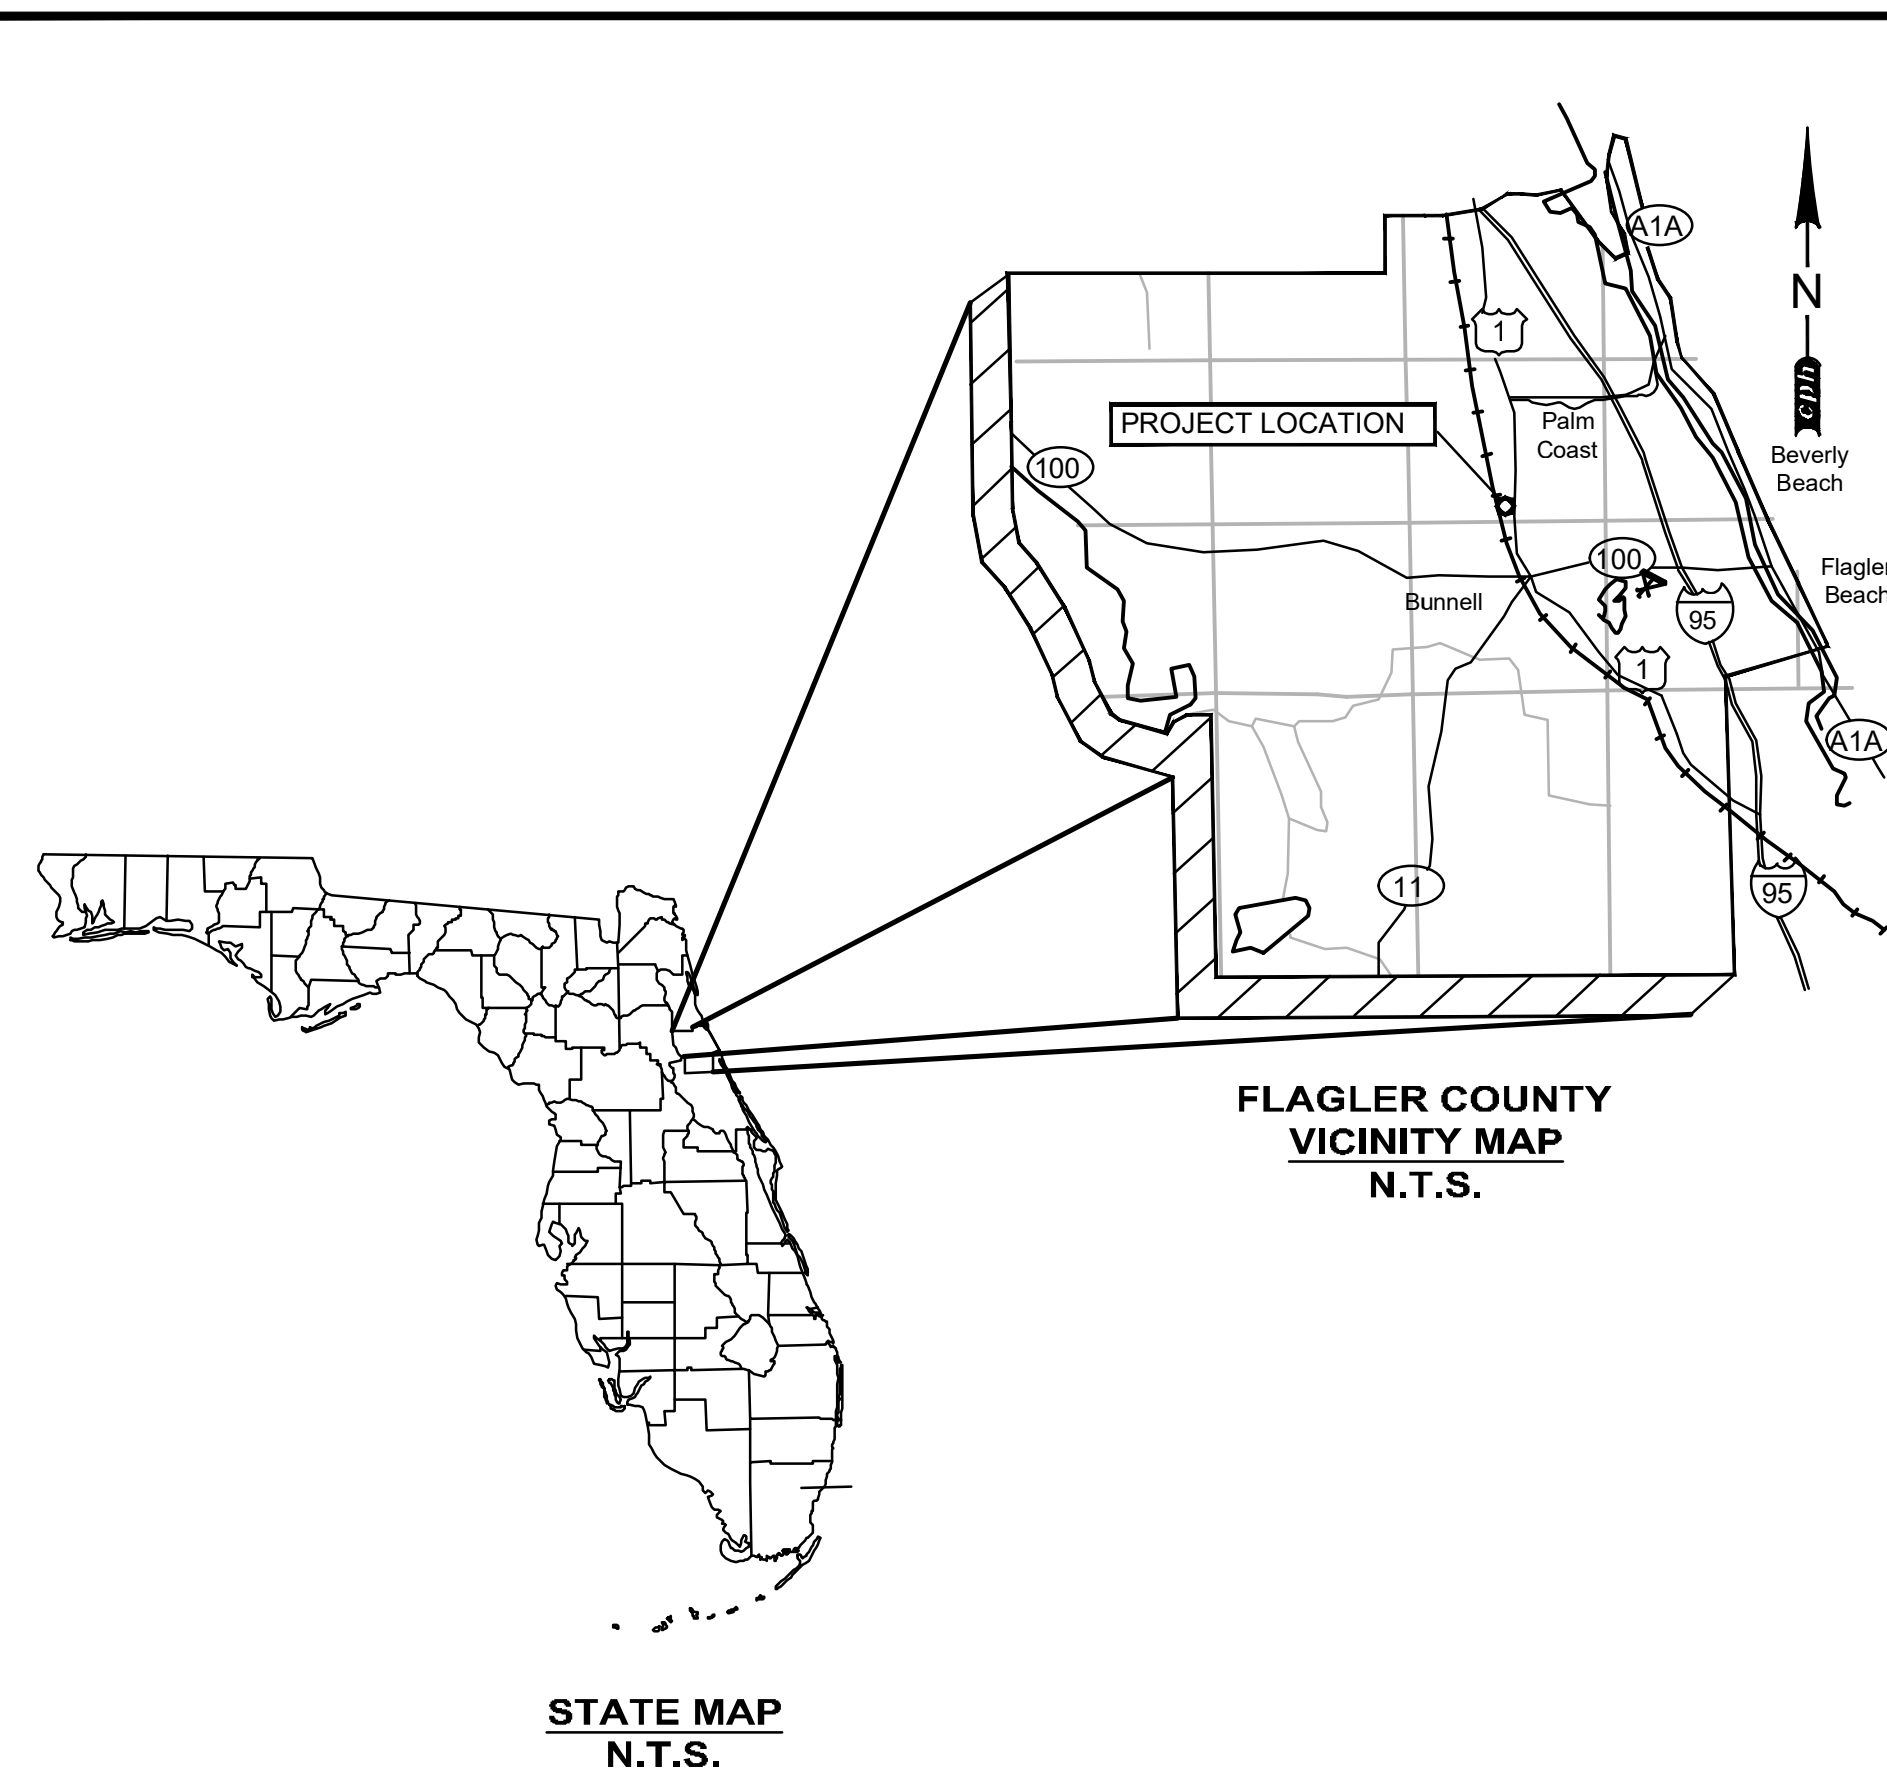 A1A
N
1
cph
PROJECT LOCATION
Palm
Coast
Beverly
Beach
100
100
Flagler
Beach
Bunnell
95
1
A1A
11
95
FLAGLER COUNTY
VICINITY MAP
N.T.S.
STATE MAP
N.T.S.